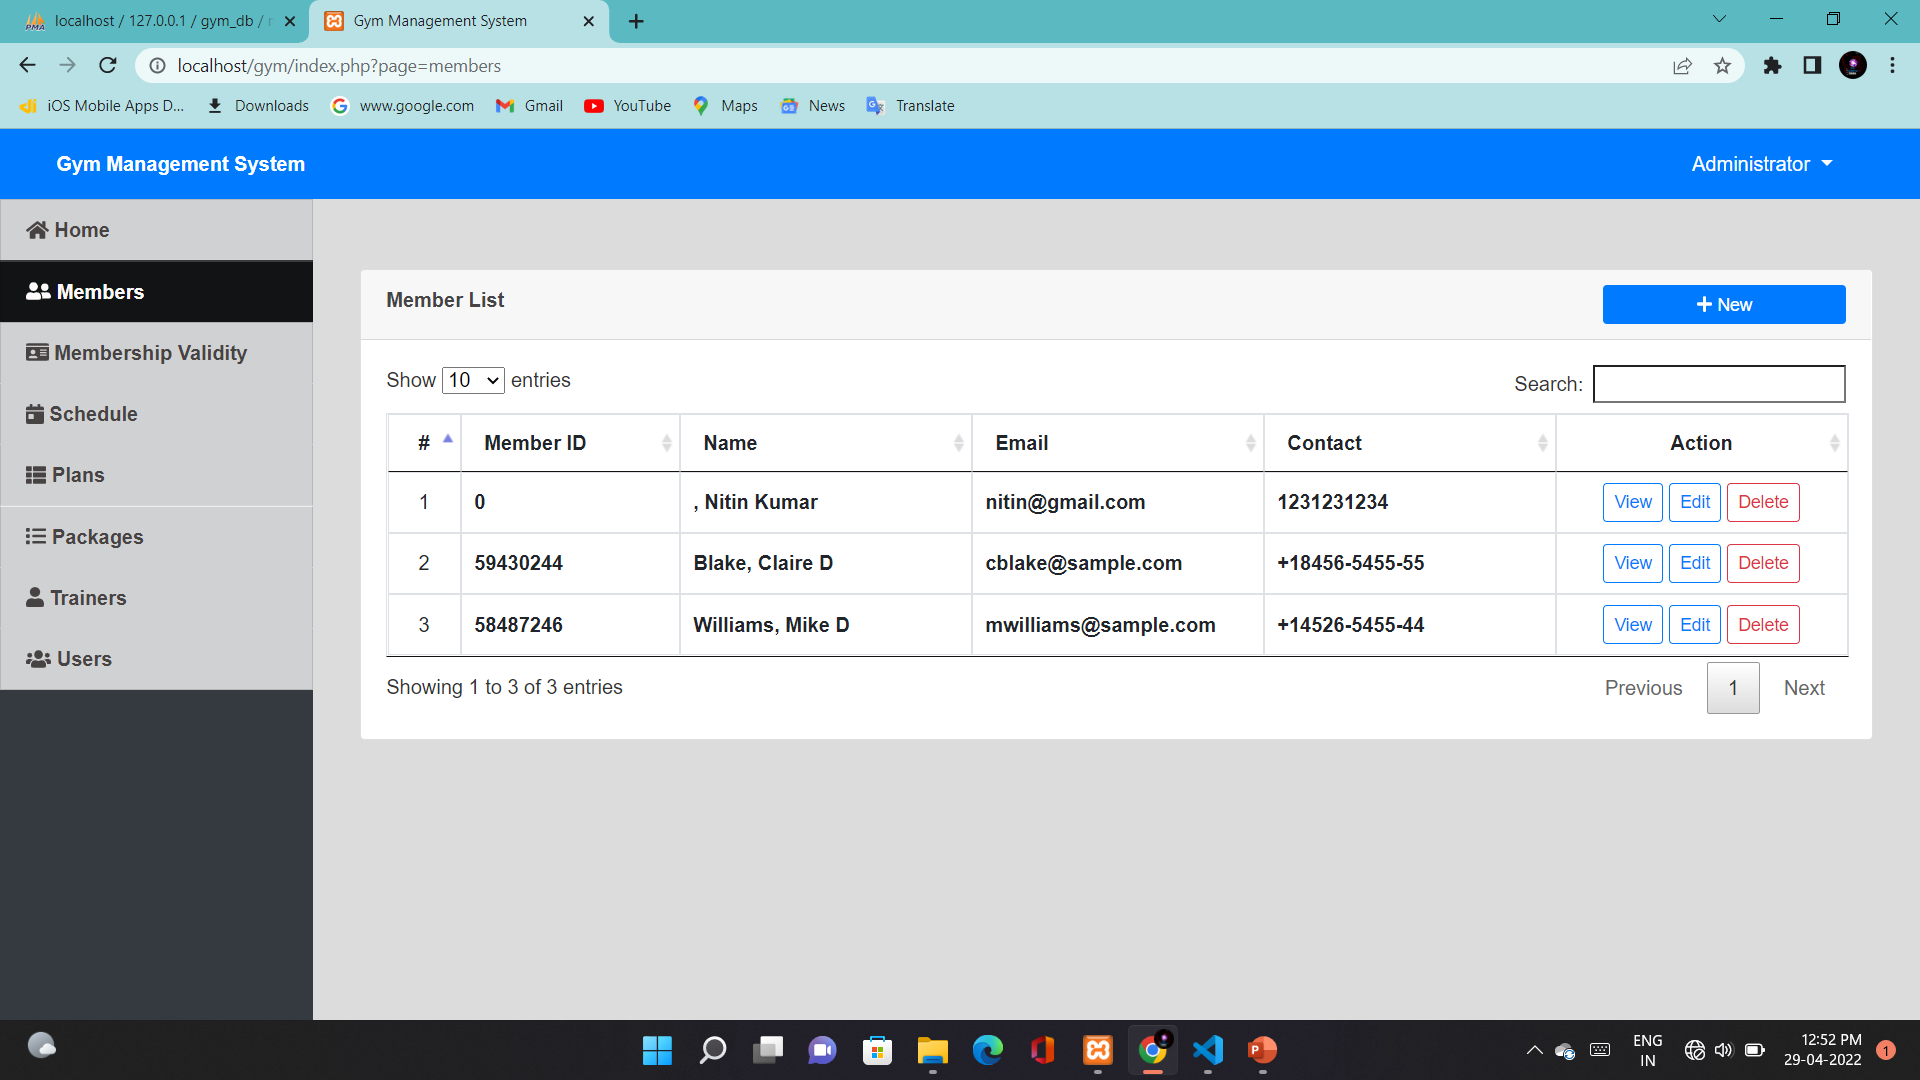 localhost / 127.0.0.1 / gym_db /
Gym Management System
localhost/gym/index.php?page=members
iOS Mobile Apps D...
Downloads
www.google.com
Gmail
YouTube
Maps
News
Translate
Gym Management System
Administrator
Home
Members
Membership Validity
Schedule
Plans
Packages
Trainers
Users
Member List
New
Show 10 entries
Search:
# Member ID Name Email Contact Action
1 0 , Nitin Kumar nitin@gmail.com 1231231234 View Edit Delete
2 59430244 Blake, Claire D cblake@sample.com +18456-5455-55 View Edit Delete
3 58487246 Williams, Mike D mwilliams@sample.com +14526-5455-44 View Edit Delete
Showing 1 to 3 of 3 entries
Previous 1 Next
ENG
IN
12:52 PM
29-04-2022
1